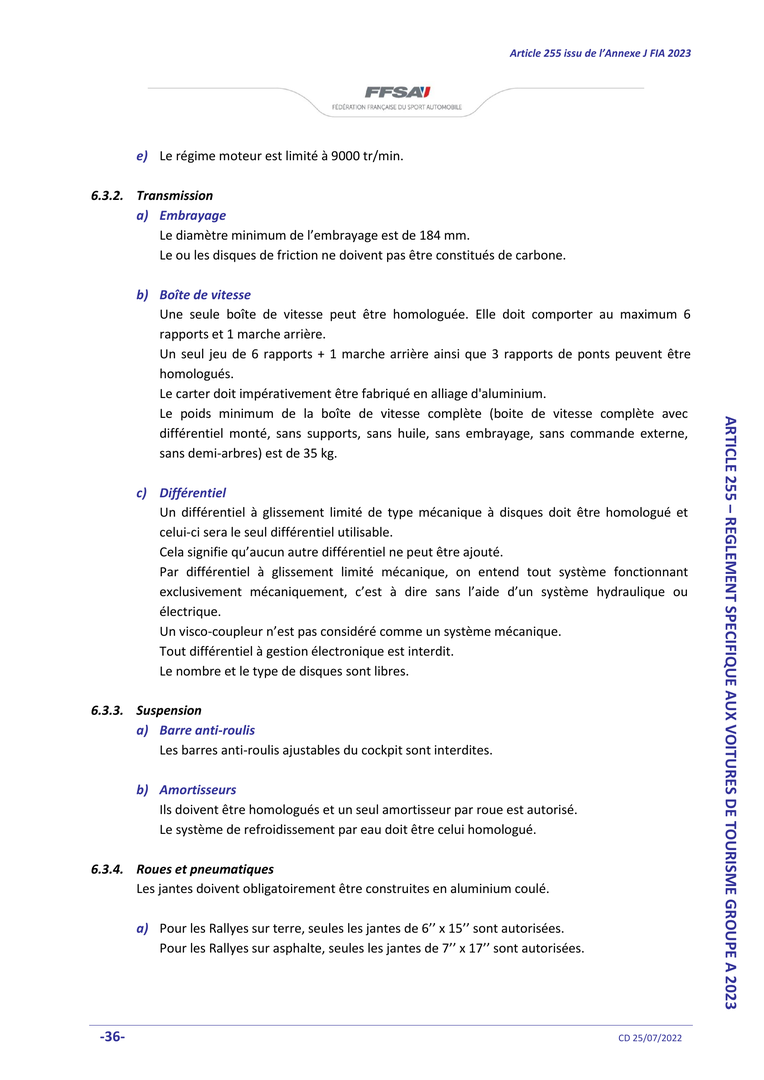 Article 255 issu de l'Annexe J FIA 2023
FFSA
FÉDÉRATION FRANÇAISE DU SPORT AUTOMOBILE
e) Le régime moteur est limité à 9000 tr/min.
6.3.2. Transmission
a) Embrayage
Le diamètre minimum de l'embrayage est de 184 mm.
Le ou les disques de friction ne doivent pas être constitués de carbone.
b) Boîte de vitesse
Une seule boîte de vitesse peut être homologuée. Elle doit comporter au maximum 6
rapports et 1 marche arrière.
Un seul jeu de 6 rapports + 1 marche arrière ainsi que 3 rapports de ponts peuvent être
homologués.
Le carter doit impérativement être fabriqué en alliage d'aluminium.
Le poids minimum de la boîte de vitesse complète (boite de vitesse complète avec
différentiel monté, sans supports, sans huile, sans embrayage, sans commande externe,
sans demi-arbres) est de 35 kg.
c) Différentiel
Un différentiel à glissement limité de type mécanique à disques doit être homologué et
celui-ci sera le seul différentiel utilisable.
Cela signifie qu'aucun autre différentiel ne peut être ajouté.
Par différentiel à glissement limité mécanique, on entend tout système fonctionnant
exclusivement mécaniquement, c'est à dire sans l'aide d'un système hydraulique ou
électrique.
Un visco-coupleur n'est pas considéré comme un système mécanique.
Tout différentiel à gestion électronique est interdit.
Le nombre et le type de disques sont libres.
6.3.3. Suspension
a) Barre anti-roulis
Les barres anti-roulis ajustables du cockpit sont interdites.
b) Amortisseurs
Ils doivent être homologués et un seul amortisseur par roue est autorisé.
Le système de refroidissement par eau doit être celui homologué.
6.3.4. Roues et pneumatiques
Les jantes doivent obligatoirement être construites en aluminium coulé.
a) Pour les Rallyes sur terre, seules les jantes de 6'' x 15'' sont autorisées.
Pour les Rallyes sur asphalte, seules les jantes de 7'' x 17'' sont autorisées.
ARTICLE 255 – REGLEMENT SPECIFIQUE AUX VOITURES DE TOURISME GROUPE A 2023
-36-
CD 25/07/2022